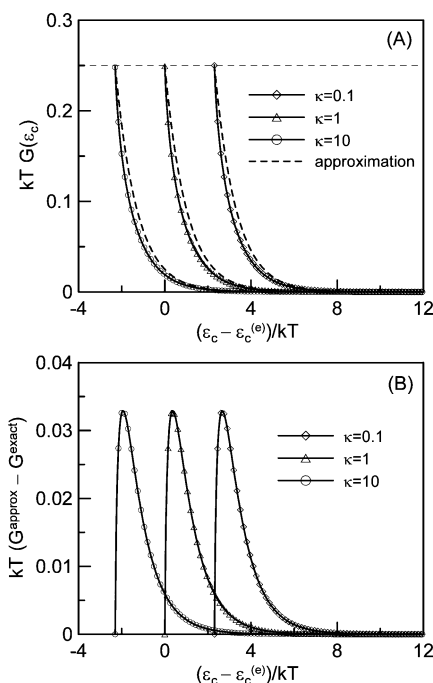 (A)
0.3
0.2
0.1
0
kT G(εc)
κ=0.1
κ=1
κ=10
approximation
-4 0 4 8 12
(εc – εc(e))/kT
(B)
0.04
0.03
0.02
0.01
0
kT (Gapprox – Gexact)
κ=0.1
κ=1
κ=10
-4 0 4 8 12
(εc – εc(e))/kT